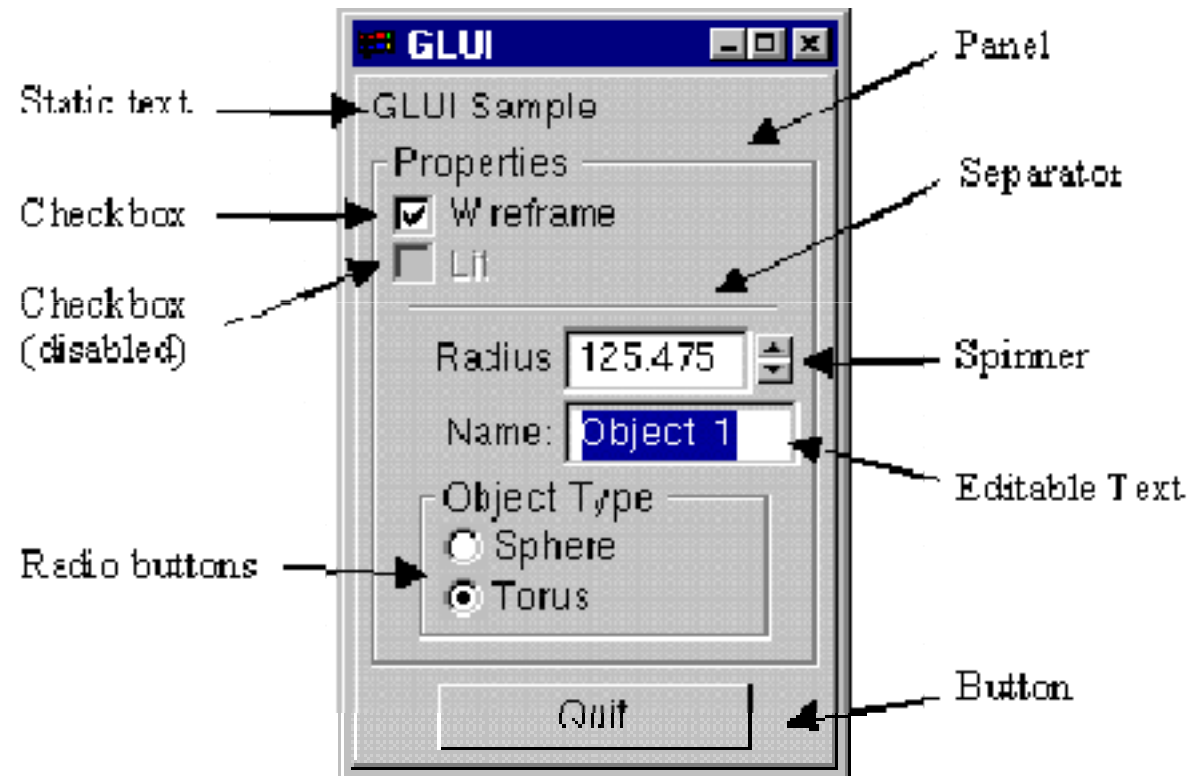 GLUI
Panel
Static text
GLUI Sample
Properties
Separator
Checkbox
Wireframe
Lit
Checkbox
(disabled)
Radius
125.475
Spinner
Name:
Object 1
Editable Text
Object Type
Sphere
Radio buttons
Torus
Button
Quit